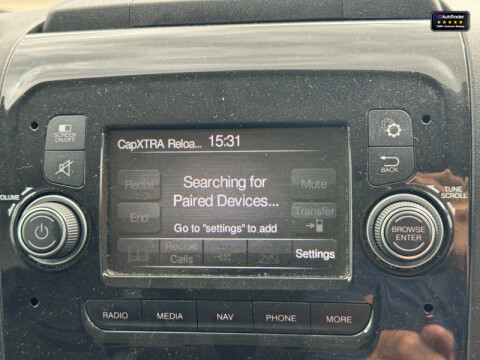 AutoTrader
SCREEN
ON/OFF
CapXTRA Reloa... 15:31
BACK
Redial
Searching for
Mute
Paired Devices...
End
Transfer
Go to "settings" to add
Recent
Calls
Settings
VOLUME
TUNE
SCROLL
BROWSE
ENTER
RADIO
MEDIA
NAV
PHONE
MORE